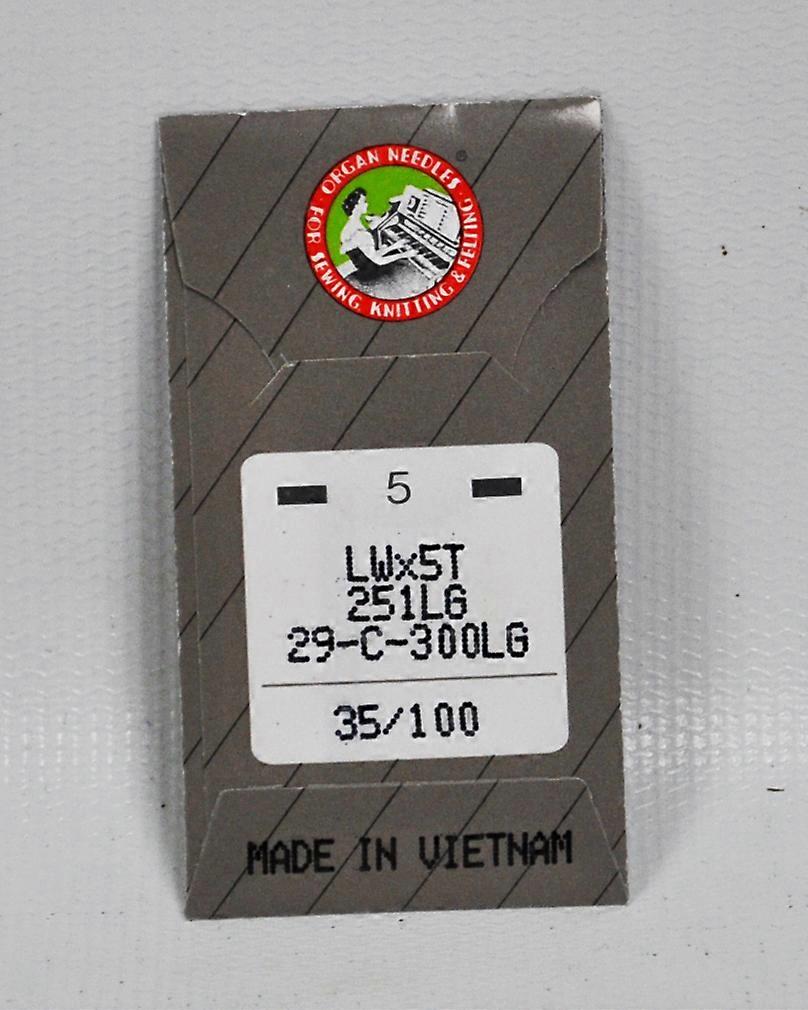 ORGAN NEEDLES
®
FOR SEWING, KNITTING & FELTING
5
LWx5T
251LG
29-C-300LG
35/100
MADE IN VIETNAM